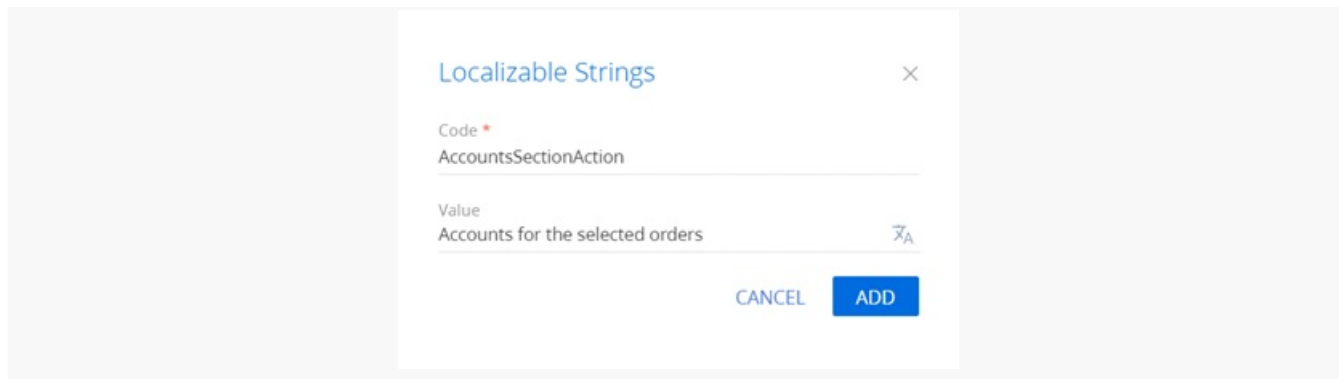 Localizable Strings
Code *
AccountsSectionAction
Value
Accounts for the selected orders
CANCEL ADD